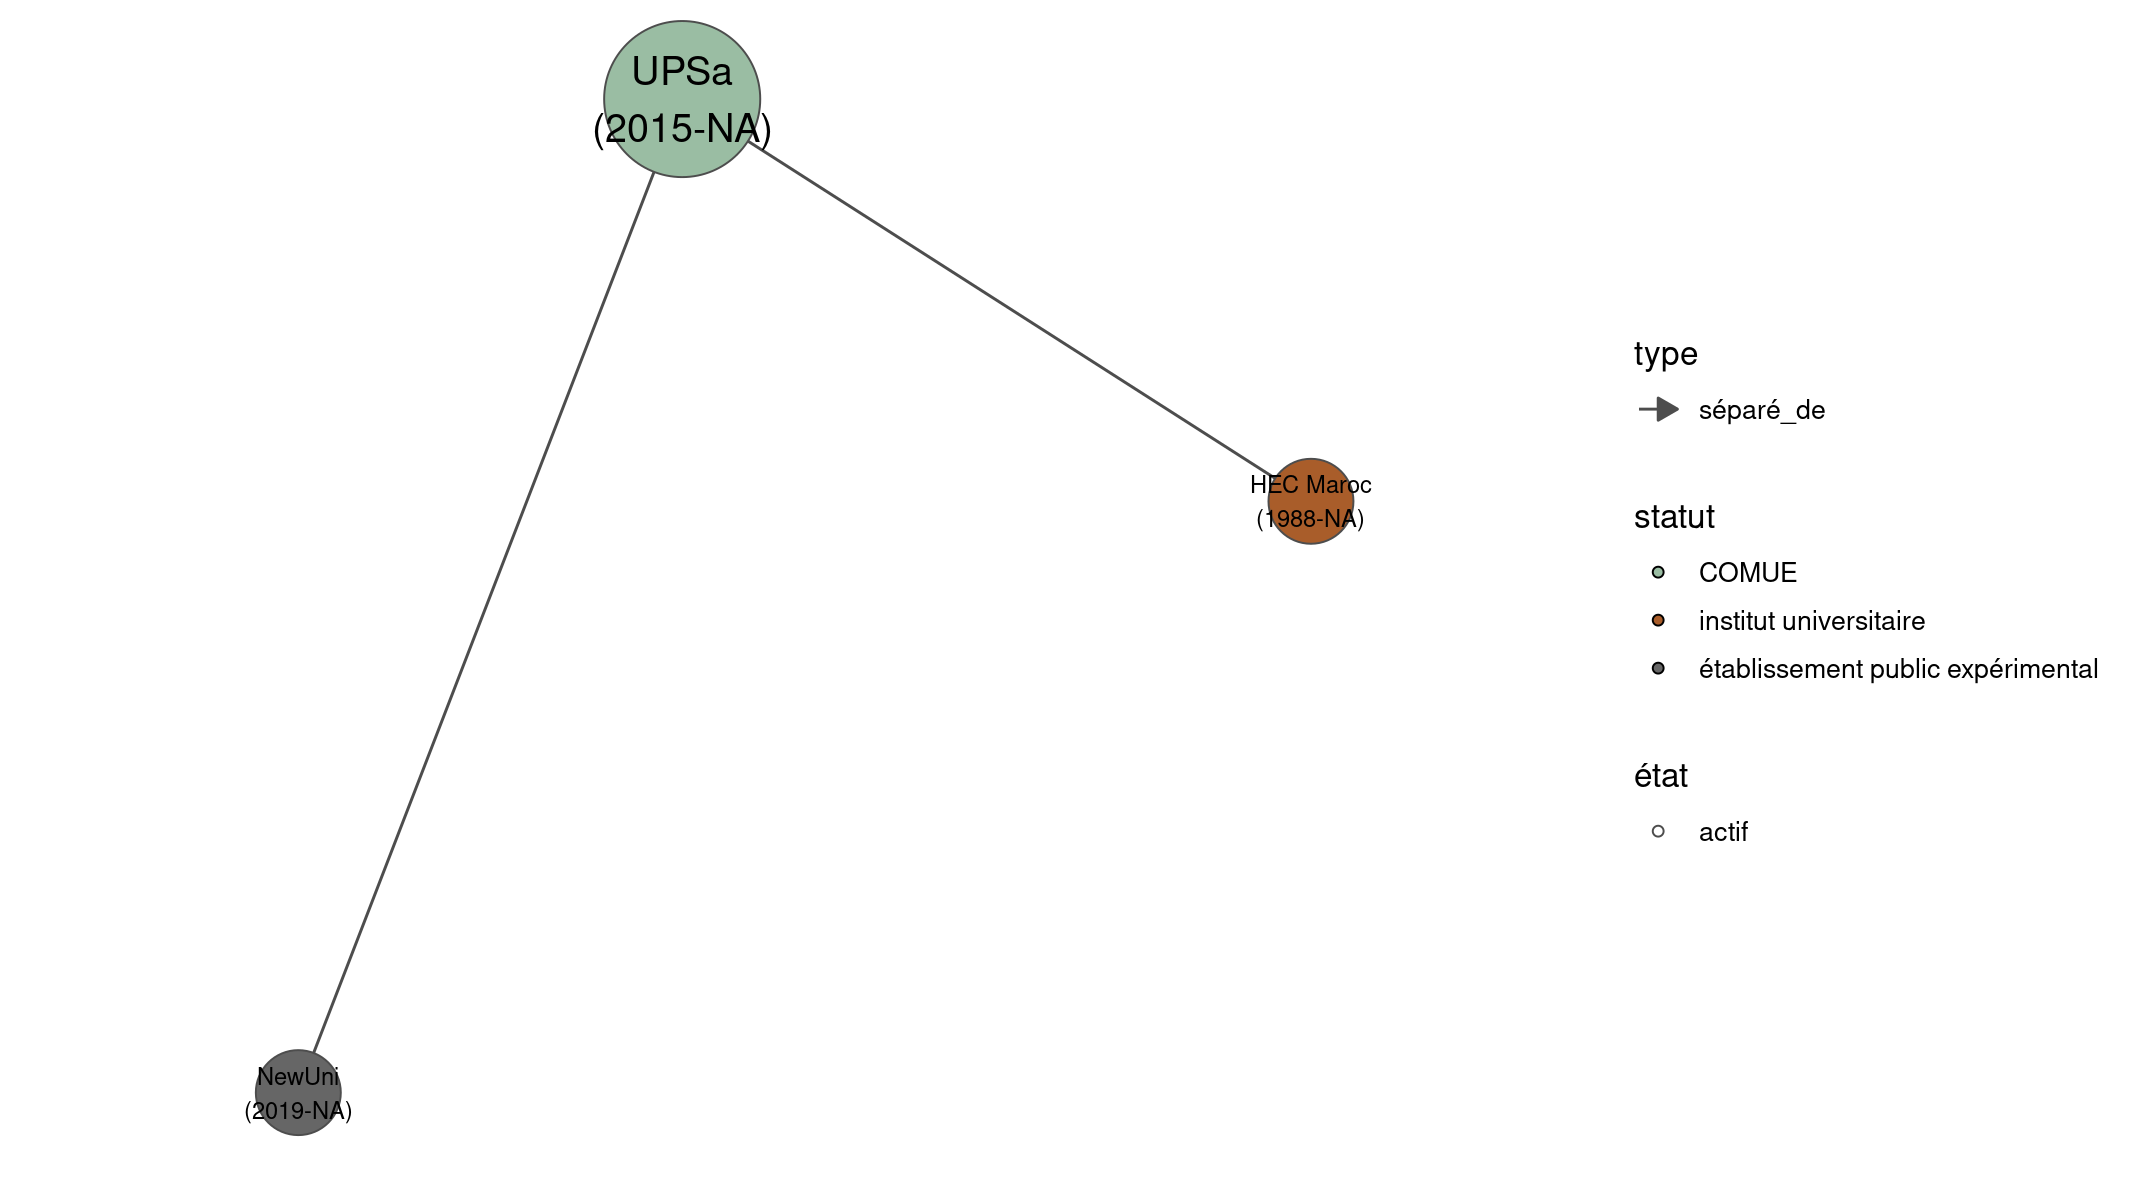 UPSa
(2015-NA)
HEC Maroc
(1988-NA)
NewUni
(2019-NA)
type
séparé_de
statut
COMUE
institut universitaire
établissement public expérimental
état
actif